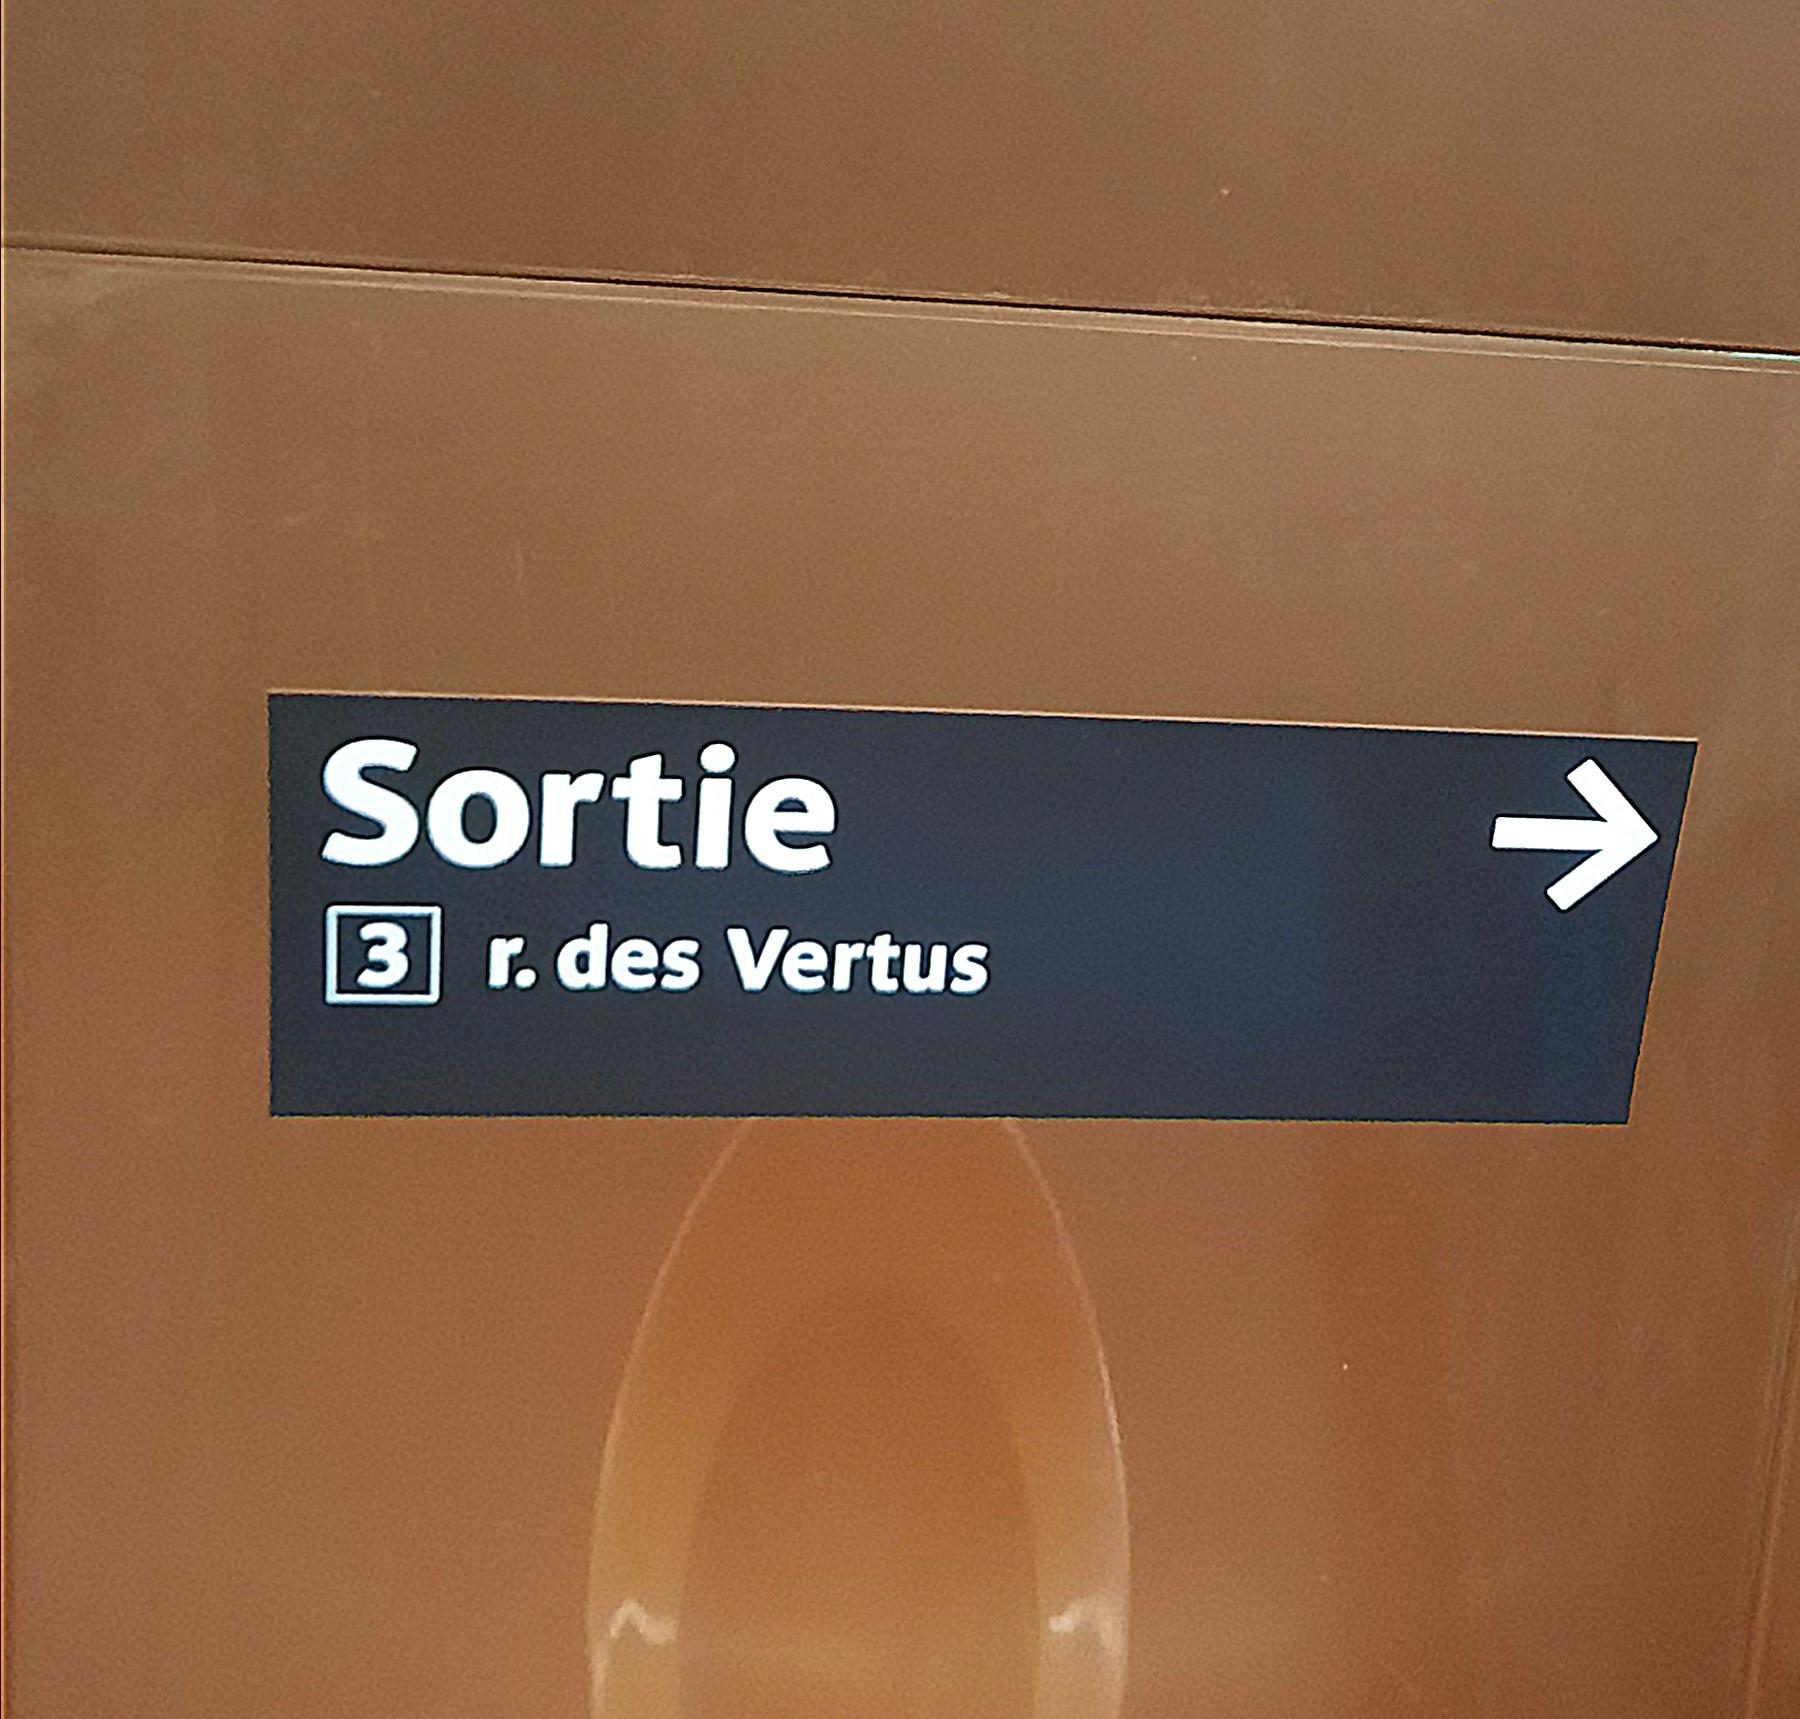 Sortie →
3 r. des Vertus